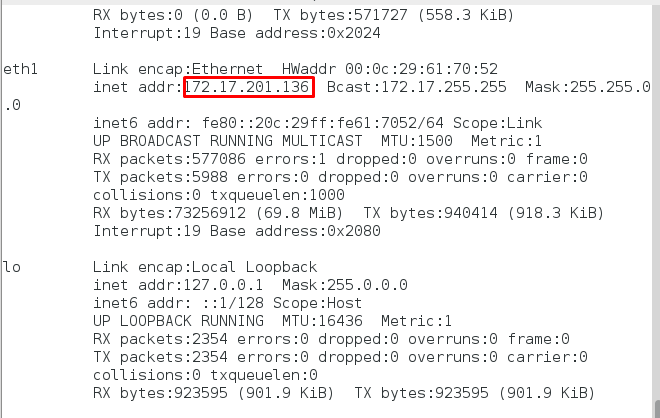 RX bytes:0 (0.0 B)  TX bytes:571727 (558.3 KiB)
Interrupt:19 Base address:0x2024
eth1      Link encap:Ethernet  HWaddr 00:0c:29:61:70:52
inet addr:172.17.201.136  Bcast:172.17.255.255  Mask:255.255.0
.0
inet6 addr: fe80::20c:29ff:fe61:7052/64 Scope:Link
UP BROADCAST RUNNING MULTICAST  MTU:1500  Metric:1
RX packets:577086 errors:1 dropped:0 overruns:0 frame:0
TX packets:5988 errors:0 dropped:0 overruns:0 carrier:0
collisions:0 txqueuelen:1000
RX bytes:73256912 (69.8 MiB)  TX bytes:940414 (918.3 KiB)
Interrupt:19 Base address:0x2080
lo        Link encap:Local Loopback
inet addr:127.0.0.1  Mask:255.0.0.0
inet6 addr: ::1/128 Scope:Host
UP LOOPBACK RUNNING  MTU:16436  Metric:1
RX packets:2354 errors:0 dropped:0 overruns:0 frame:0
TX packets:2354 errors:0 dropped:0 overruns:0 carrier:0
collisions:0 txqueuelen:0
RX bytes:923595 (901.9 KiB)  TX bytes:923595 (901.9 KiB)